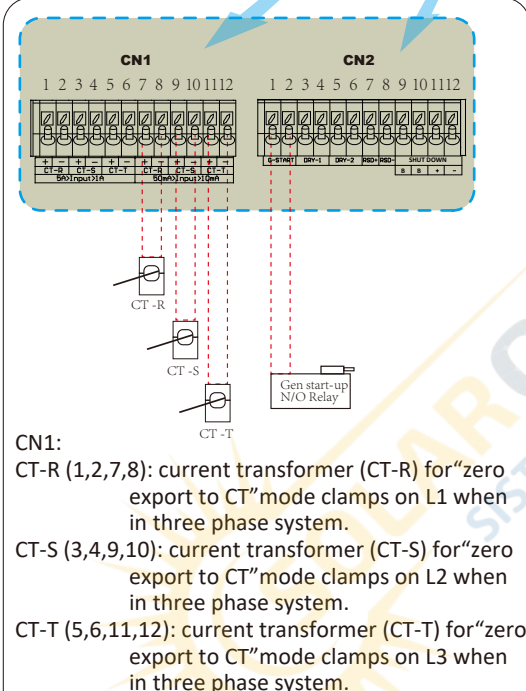 CN1 CN2
1 2 3 4 5 6 7 8 9 10 1112 1 2 3 4 5 6 7 8 9 10 1112
+ − + − + − + − + − + − G-START DRY-1 DRY-2 RSD+ RSD- SHUT DOWN
CT-R CT-S CT-T CT-R CT-S CT-T B B + -
5A>Input>1A 50mA>Input>10mA
CT -R
CT -S
CT -T
Gen start-up
N/O Relay
CN1:
CT-R (1,2,7,8): current transformer (CT-R) for“zero
export to CT”mode clamps on L1 when
in three phase system.
CT-S (3,4,9,10): current transformer (CT-S) for“zero
export to CT”mode clamps on L2 when
in three phase system.
CT-T (5,6,11,12): current transformer (CT-T) for“zero
export to CT”mode clamps on L3 when
in three phase system.